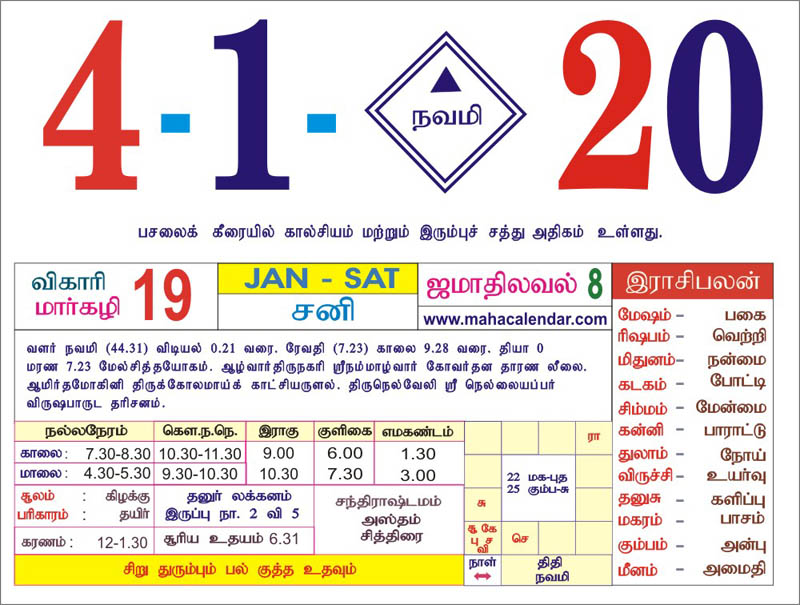 4-1- நவமி 20
பசலைக் கீரையில் கால்சியம் மற்றும் இரும்புச் சத்து அதிகம் உள்ளது.
விகாரி
மார்கழி 19
JAN - SAT
சனி
ஜமாதிலவல் 8
www.mahacalendar.com
வளர் நவமி (44.31) விடியல் 0.21 வரை. ரேவதி (7.23) காலை 9.28 வரை. தியா 0
மரண 7.23 மேல்சித்தயோகம். ஆழ்வார்திருநகரி ஸ்ரீநம்மாழ்வார் கோவர்தன தாரண லீலை.
ஆமிர்தமோகினி திருக்கோலமாய்க் காட்சியருளல். திருநெல்வேலி ஸ்ரீ நெல்லையப்பர்
விருஷபாருட தரிசனம்.
நல்லநேரம் கௌ.ந.நெ. இராகு குளிகை எமகண்டம்
காலை : 7.30-8.30 10.30-11.30 9.00 6.00 1.30
மாலை : 4.30-5.30 9.30-10.30 10.30 7.30 3.00
சூலம் : கிழக்கு
பரிகாரம் : தயிர்
தனுர் லக்கனம்
இருப்பு நா. 2 வி 5
சந்திராஷ்டமம்
அஸ்தம்
சித்திரை
கரணம் : 12-1.30
சூரிய உதயம் 6.31
சிறு துரும்பும் பல் குத்த உதவும்
ரா
22 மக-புத
25 கும்ப-சு
சு
சூ கே
பு ச
வி
செ
நாள்
திதி
நவமி
இராசிபலன்
மேஷம் - பகை
ரிஷபம் - வெற்றி
மிதுனம் - நன்மை
கடகம் - போட்டி
சிம்மம் - மேன்மை
கன்னி - பாராட்டு
துலாம் - நோய்
விருச்சி - உயர்வு
தனுசு - களிப்பு
மகரம் - பாசம்
கும்பம் - அன்பு
மீனம் - அமைதி